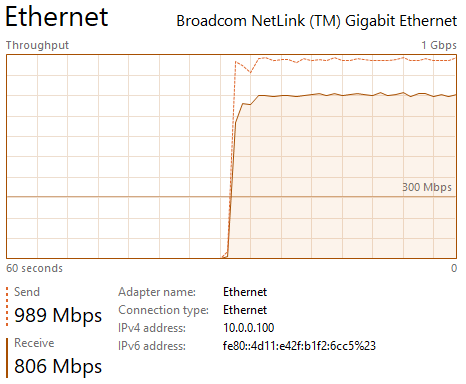 Ethernet
Broadcom NetLink (TM) Gigabit Ethernet
Throughput
1 Gbps
300 Mbps
60 seconds
0
Send
989 Mbps
Receive
806 Mbps
Adapter name: Ethernet
Connection type: Ethernet
IPv4 address: 10.0.0.100
IPv6 address: fe80::4d11:e42f:b1f2:6cc5%23